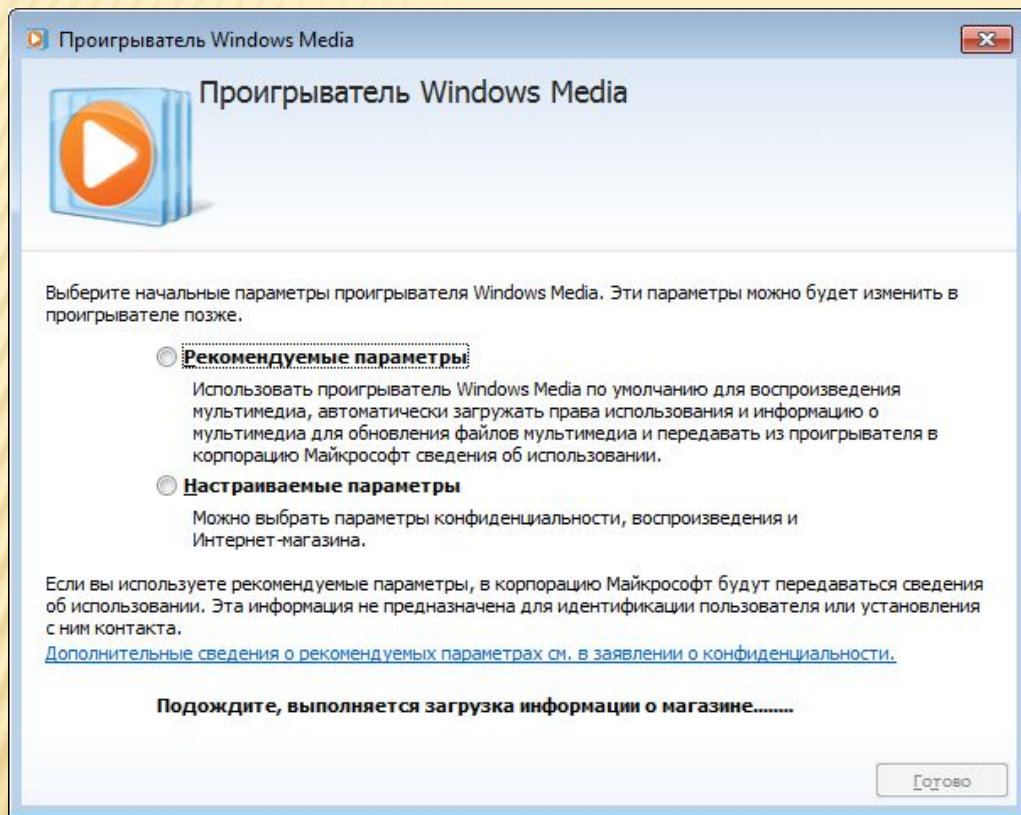 Проигрыватель Windows Media
Проигрыватель Windows Media
Выберите начальные параметры проигрывателя Windows Media. Эти параметры можно будет изменить в
проигрывателе позже.
Рекомендуемые параметры
Использовать проигрыватель Windows Media по умолчанию для воспроизведения
мультимедиа, автоматически загружать права использования и информацию о
мультимедиа для обновления файлов мультимедиа и передавать из проигрывателя в
корпорацию Майкрософт сведения об использовании.
Настраиваемые параметры
Можно выбрать параметры конфиденциальности, воспроизведения и
Интернет-магазина.
Если вы используете рекомендуемые параметры, в корпорацию Майкрософт будут передаваться сведения
об использовании. Эта информация не предназначена для идентификации пользователя или установления
с ним контакта.
Дополнительные сведения о рекомендуемых параметрах см. в заявлении о конфиденциальности.
Подождите, выполняется загрузка информации о магазине........
Готово